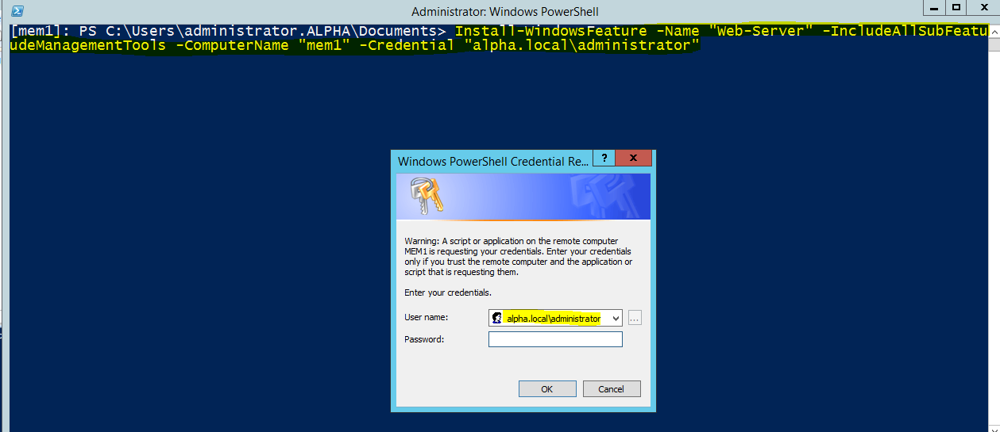 Administrator: Windows PowerShell
[mem1]: PS C:\Users\administrator.ALPHA\Documents> Install-WindowsFeature -Name "Web-Server" -IncludeAllSubFeatu
udeManagementTools -ComputerName "mem1" -Credential "alpha.local\administrator"
Windows PowerShell Credential Re...
Warning: A script or application on the remote computer
MEM1 is requesting your credentials. Enter your credentials
only if you trust the remote computer and the application or
script that is requesting them.
Enter your credentials.
User name: alpha.local\administrator ...
Password:
OK Cancel